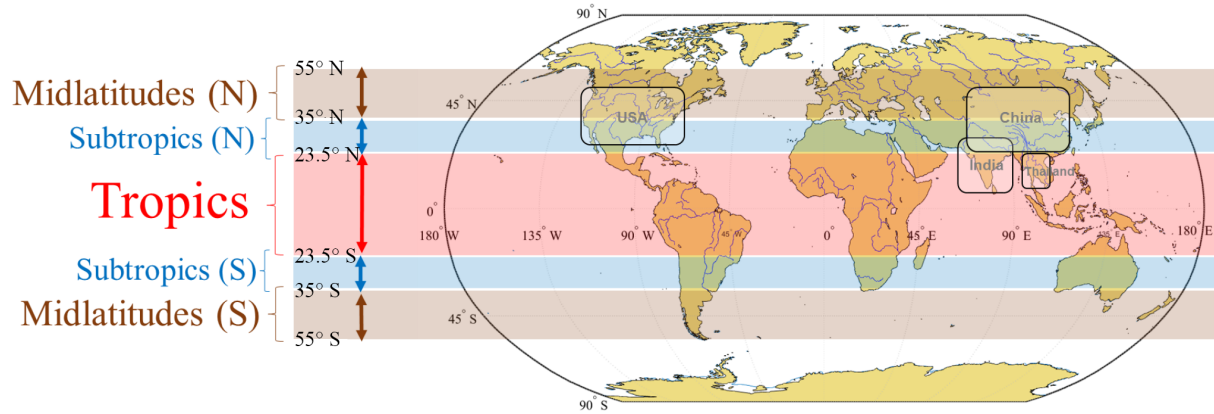 90° N
55° N
Midlatitudes (N)
45° N
35° N
USA
China
Subtropics (N)
23.5° N
India
Thailand
Tropics
0°
180° W
135° W
90° W
45° W
0°
45° E
90° E
135° E
180° E
23.5° S
Subtropics (S)
35° S
Midlatitudes (S)
45° S
55° S
90° S